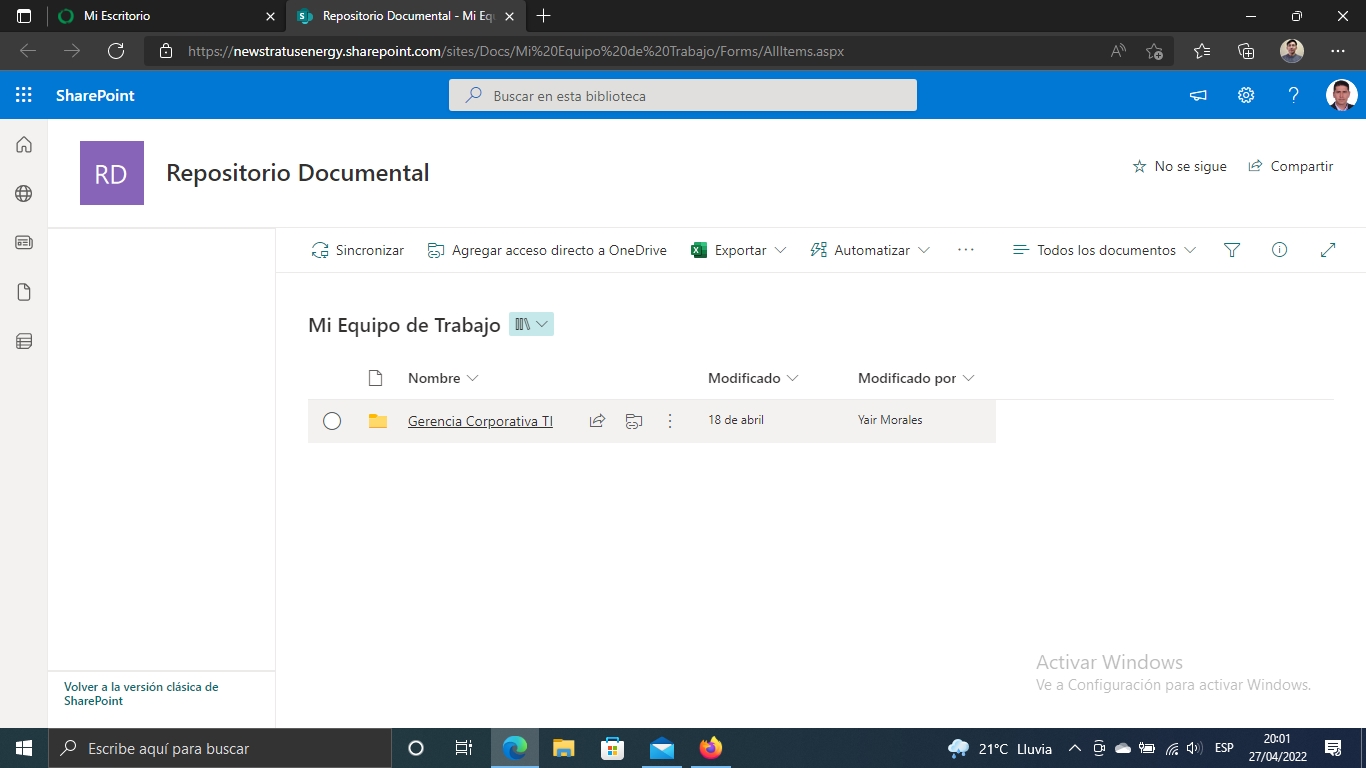 Mi Escritorio
Repositorio Documental - Mi Equ
https://newstratusenergy.sharepoint.com/sites/Docs/Mi%20Equipo%20de%20Trabajo/Forms/AllItems.aspx
SharePoint
Buscar en esta biblioteca
RD
Repositorio Documental
No se sigue
Compartir
Sincronizar
Agregar acceso directo a OneDrive
Exportar
Automatizar
Todos los documentos
Mi Equipo de Trabajo
Nombre
Modificado
Modificado por
Gerencia Corporativa TI
18 de abril
Yair Morales
Activar Windows
Ve a Configuración para activar Windows.
Volver a la versión clásica de
SharePoint
Escribe aquí para buscar
21°C Lluvia
ESP
20:01
27/04/2022